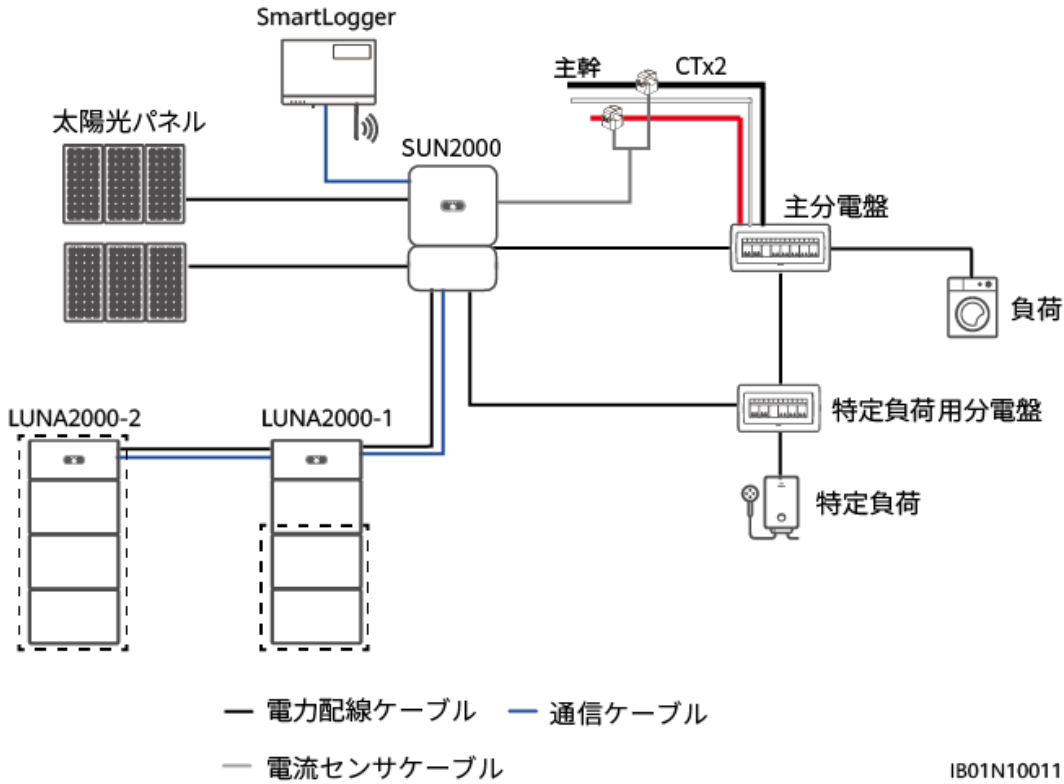 SmartLogger
主幹
CTx2
太陽光パネル
SUN2000
主分電盤
負荷
LUNA2000-2
LUNA2000-1
特定負荷用分電盤
特定負荷
電力配線ケーブル
通信ケーブル
電流センサケーブル
IB01N10011